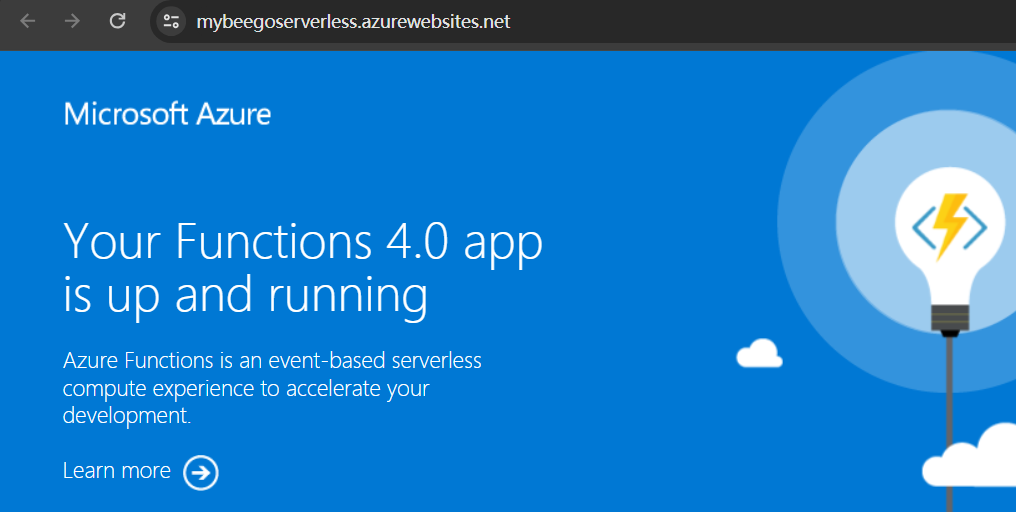 mybeegoserverless.azurewebsites.net
Microsoft Azure
Your Functions 4.0 app
is up and running
Azure Functions is an event-based serverless
compute experience to accelerate your
development.
Learn more